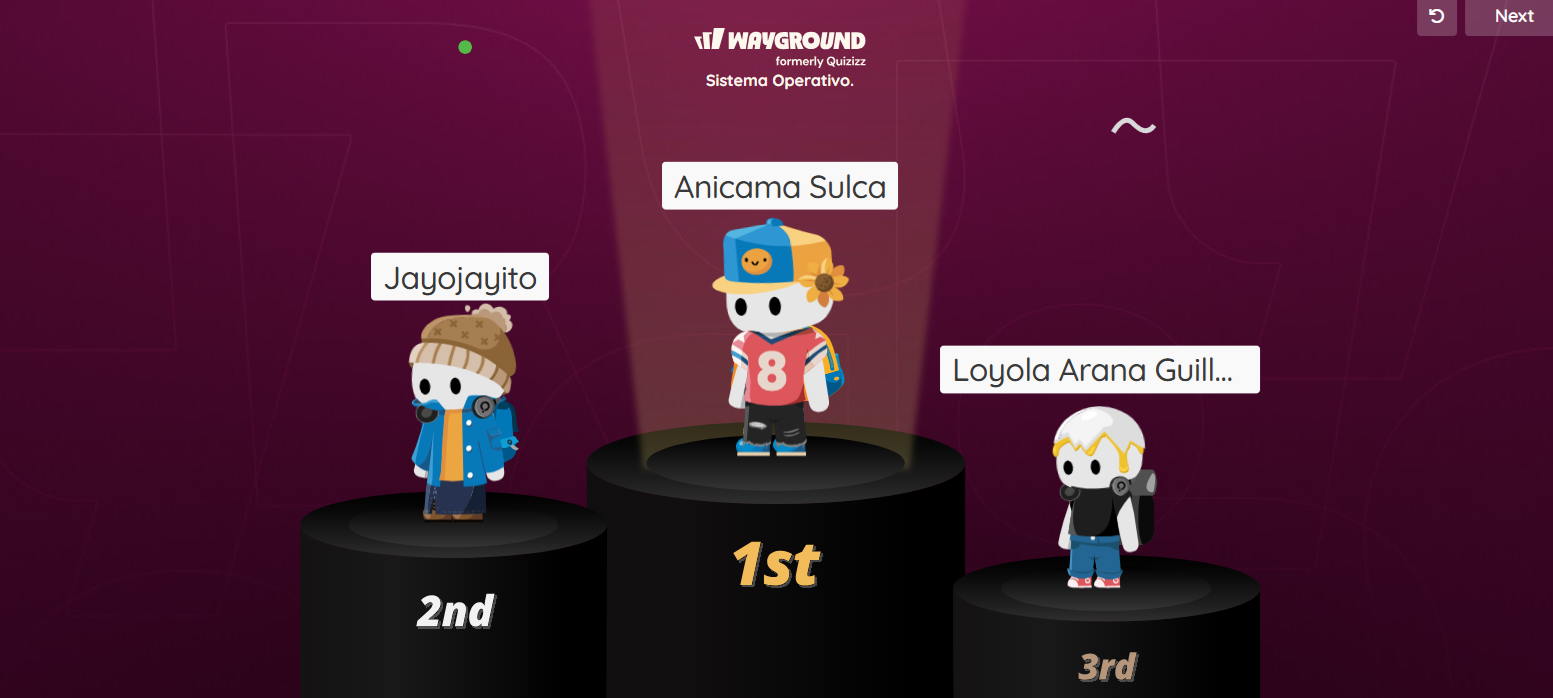 Next
WAYGROUND
formerly Quizizz
Sistema Operativo.
Anicama Sulca
Jayojayito
Loyola Arana Guill...
8
1st
2nd
3rd